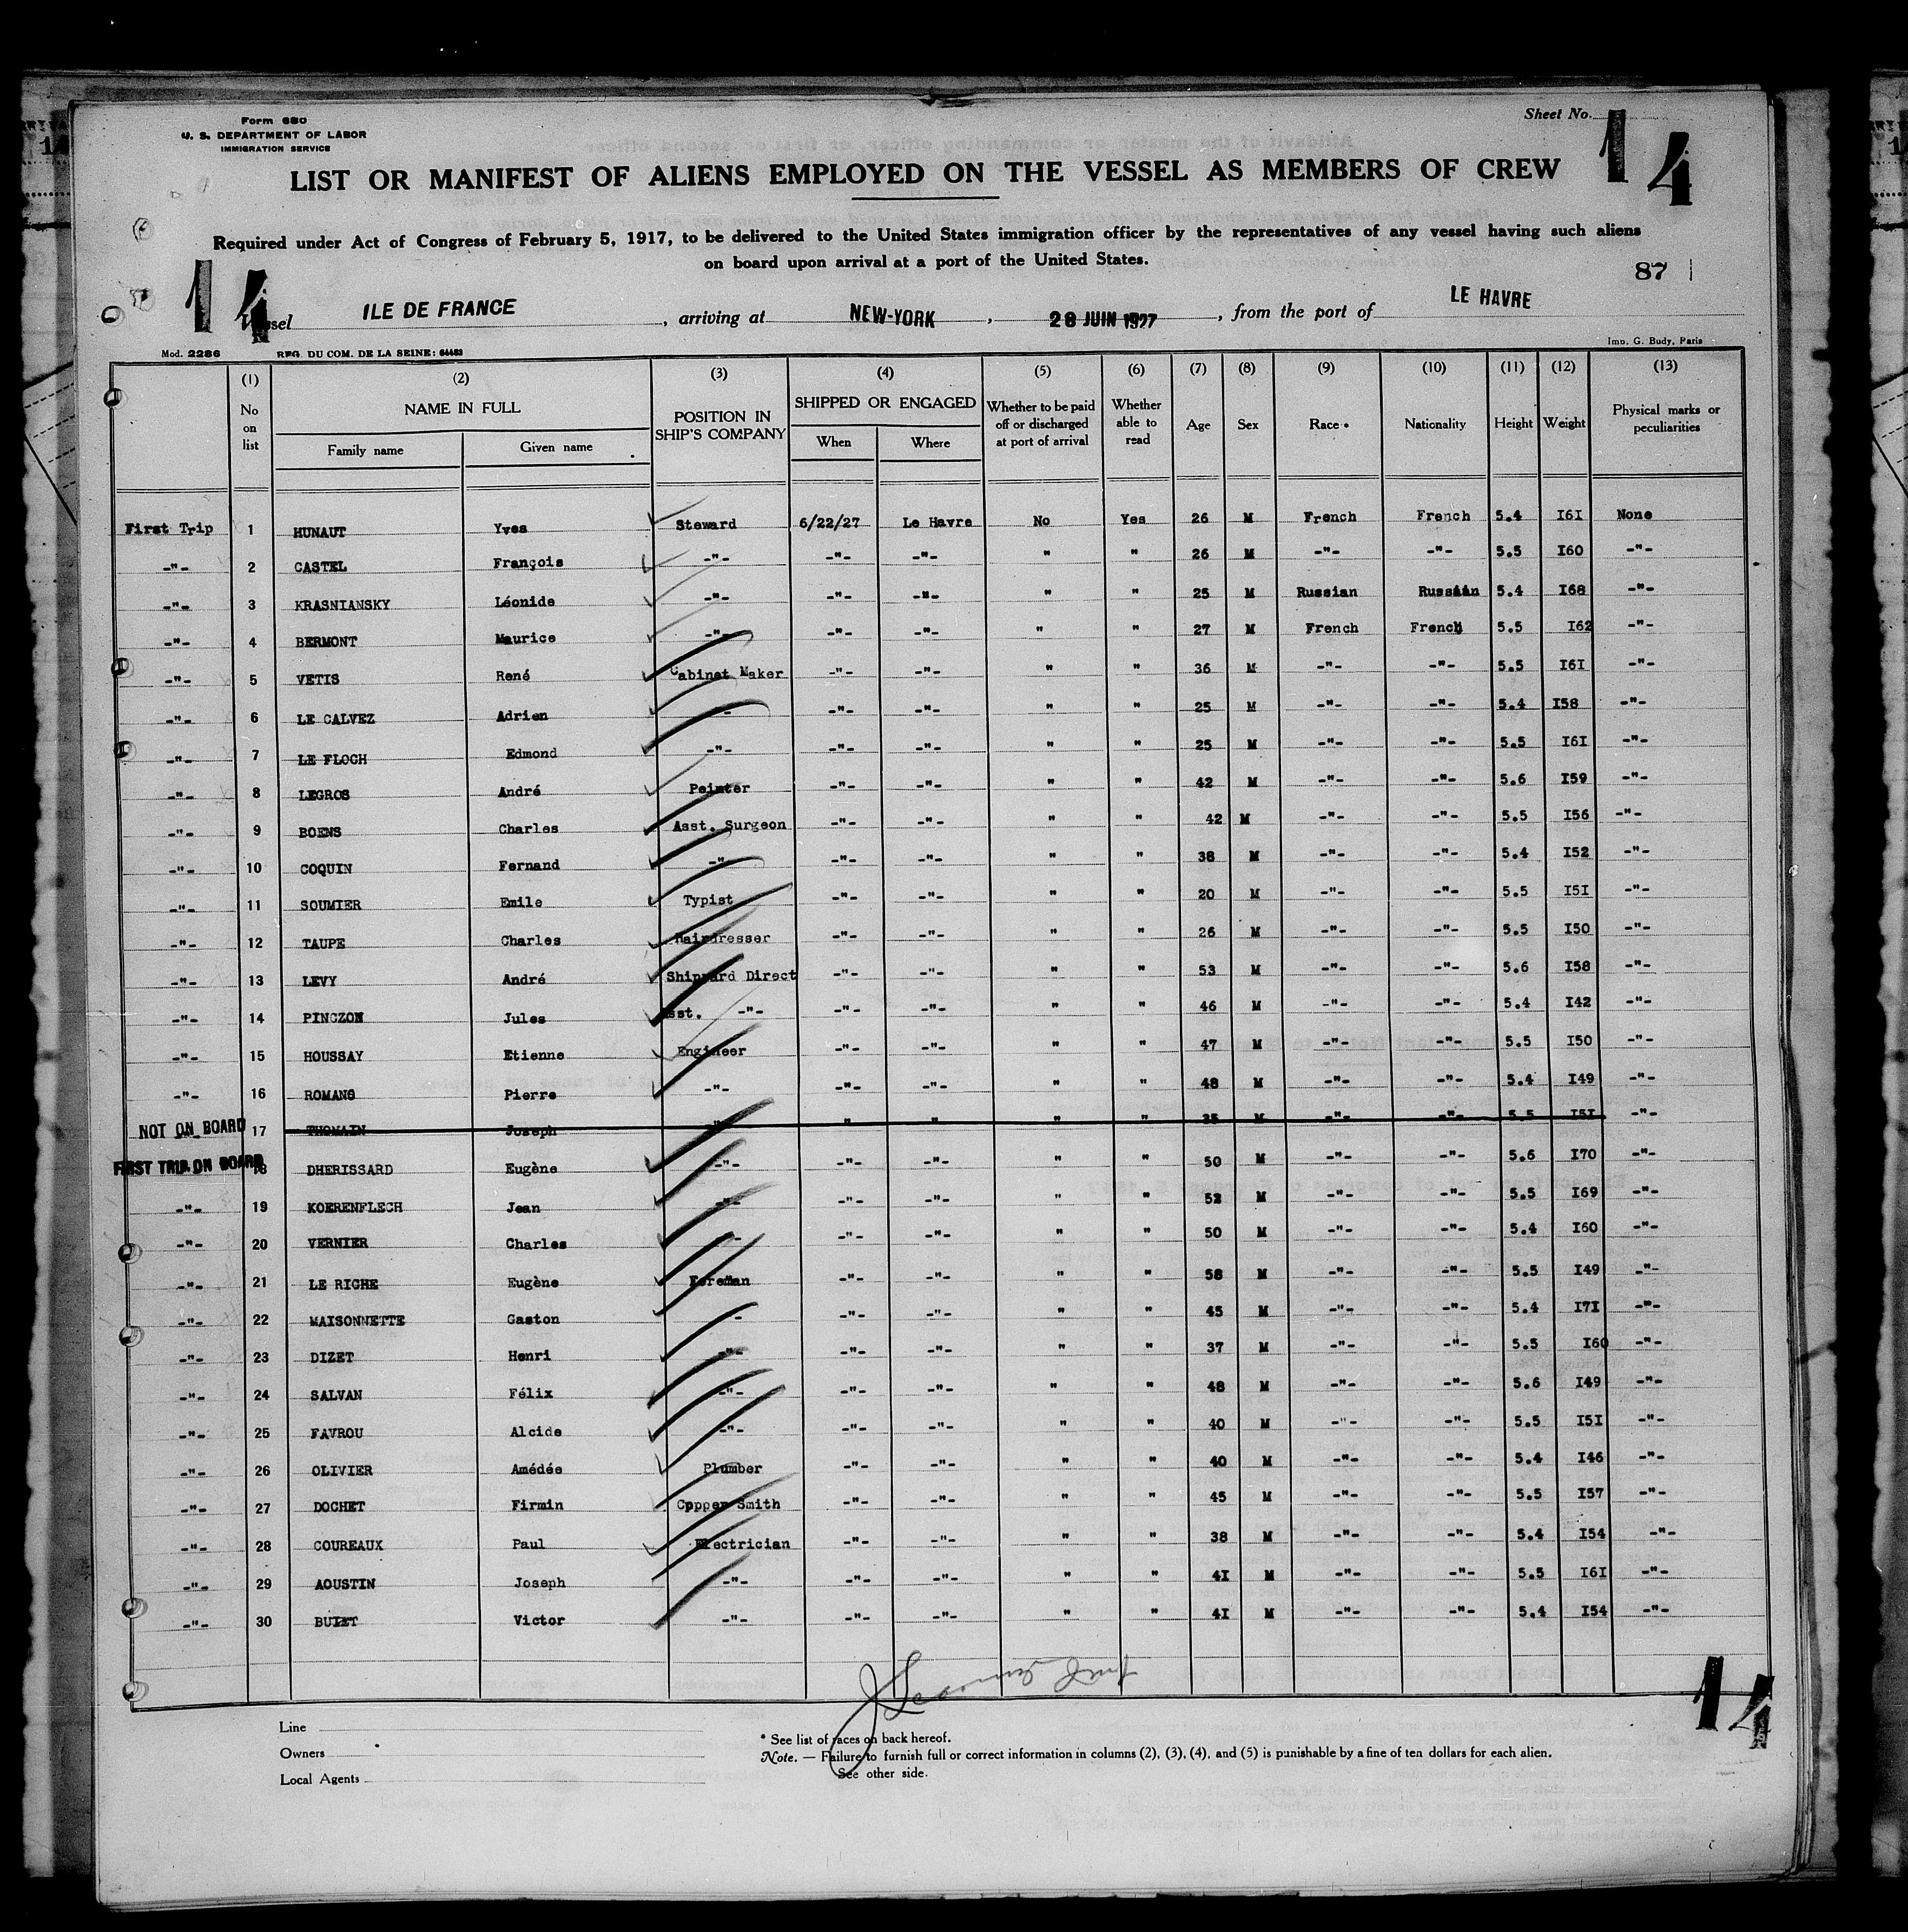 Form 680
U. S. DEPARTMENT OF LABOR
IMMIGRATION SERVICE
Sheet No. 14
LIST OR MANIFEST OF ALIENS EMPLOYED ON THE VESSEL AS MEMBERS OF CREW
Required under Act of Congress of February 5, 1917, to be delivered to the United States immigration officer by the representatives of any vessel having such aliens
on board upon arrival at a port of the United States.
87
14
Vessel ILE DE FRANCE, arriving at NEW-YORK, 28 JUIN 1927, from the port of LE HAVRE
Mod. 2286 REG. DU COM. DE LA SEINE: 64483 Imp. G. Budy, Paris
(1) (2) (3) (4) (5) (6) (7) (8) (9) (10) (11) (12) (13)
No on list NAME IN FULL Family name Given name POSITION IN SHIP'S COMPANY SHIPPED OR ENGAGED When Where Whether to be paid off or discharged at port of arrival Whether able to read Age Sex Race • Nationality Height Weight Physical marks or peculiarities
First Trip 1 HUNAUT Yves Steward 6/22/27 Le Havre No Yes 26 M French French 5.4 I6I None
-"- 2 CASTEL François -"- -"- -"- " " 26 M -"- -"- 5.5 I60 -"-
-"- 3 KRASNIANSKY Léonide -"- -"- -"- " " 25 M Russian Russian 5.4 I68 -"-
-"- 4 BERMONT Maurice -"- -"- -"- " " 27 M French French 5.5 I62 -"-
-"- 5 VETIS René Cabinet Maker -"- -"- " " 36 M -"- -"- 5.5 I6I -"-
-"- 6 LE CALVEZ Adrien -"- -"- -"- " " 25 M -"- -"- 5.4 I58 -"-
-"- 7 LE FLOCH Edmond -"- -"- -"- " " 25 M -"- -"- 5.5 I6I -"-
-"- 8 LEGROS André Peinter -"- -"- " " 42 M -"- -"- 5.6 I59 -"-
-"- 9 BOENS Charles Asst. Surgeon -"- -"- " " 42 M -"- -"- 5.5 I56 -"-
-"- 10 COQUIN Fernand -"- -"- -"- " " 38 M -"- -"- 5.4 I52 -"-
-"- 11 SOUMIER Emile Typist -"- -"- " " 20 M -"- -"- 5.5 I5I -"-
-"- 12 TAUPE Charles Hairdresser -"- -"- " " 26 M -"- -"- 5.5 I50 -"-
-"- 13 LEVY André Shippard Direct -"- -"- " " 53 M -"- -"- 5.6 I58 -"-
-"- 14 PINCZON Jules Asst. -"- -"- -"- " " 46 M -"- -"- 5.4 I42 -"-
-"- 15 HOUSSAY Etienne Engineer -"- -"- " " 47 M -"- -"- 5.5 I50 -"-
-"- 16 ROMANO Pierre -"- -"- -"- " " 48 M -"- -"- 5.4 I49 -"-
NOT ON BOARD 17 THOMAIN Joseph -"- " " " " 35 M -"- -"- 5.5 I5I -"-
FIRST TRIP ON BOARD 18 DHERISSARD Eugène -"- -"- -"- " " 50 M -"- -"- 5.6 I70 -"-
-"- 19 KOERENFLECH Jean -"- -"- -"- " " 52 M -"- -"- 5.5 I69 -"-
-"- 20 VERNIER Charles -"- -"- -"- " " 50 M -"- -"- 5.4 I60 -"-
-"- 21 LE RICHE Eugène Foreman -"- -"- " " 58 M -"- -"- 5.5 I49 -"-
-"- 22 MAISONNETTE Gaston -"- -"- -"- " " 45 M -"- -"- 5.4 I7I -"-
-"- 23 DIZET Henri -"- -"- -"- " " 37 M -"- -"- 5.5 I60 -"-
-"- 24 SALVAN Félix -"- -"- -"- " " 48 M -"- -"- 5.6 I49 -"-
-"- 25 FAVROU Alcide -"- -"- -"- " " 40 M -"- -"- 5.5 I5I -"-
-"- 26 OLIVIER Amédée Plumber -"- -"- " " 40 M -"- -"- 5.4 I46 -"-
-"- 27 DOCHET Firmin Copper Smith -"- -"- " " 45 M -"- -"- 5.5 I57 -"-
-"- 28 COUREAUX Paul Electrician -"- -"- " " 38 M -"- -"- 5.4 I54 -"-
-"- 29 AOUSTIN Joseph -"- -"- -"- " " 4I M -"- -"- 5.5 I6I -"-
-"- 30 BUIET Victor -"- -"- -"- " " 4I M -"- -"- 5.4 I54 -"-
14
Line
Owners
Local Agents
* See list of races on back hereof.
Note. — Failure to furnish full or correct information in columns (2), (3), (4), and (5) is punishable by a fine of ten dollars for each alien.
See other side.